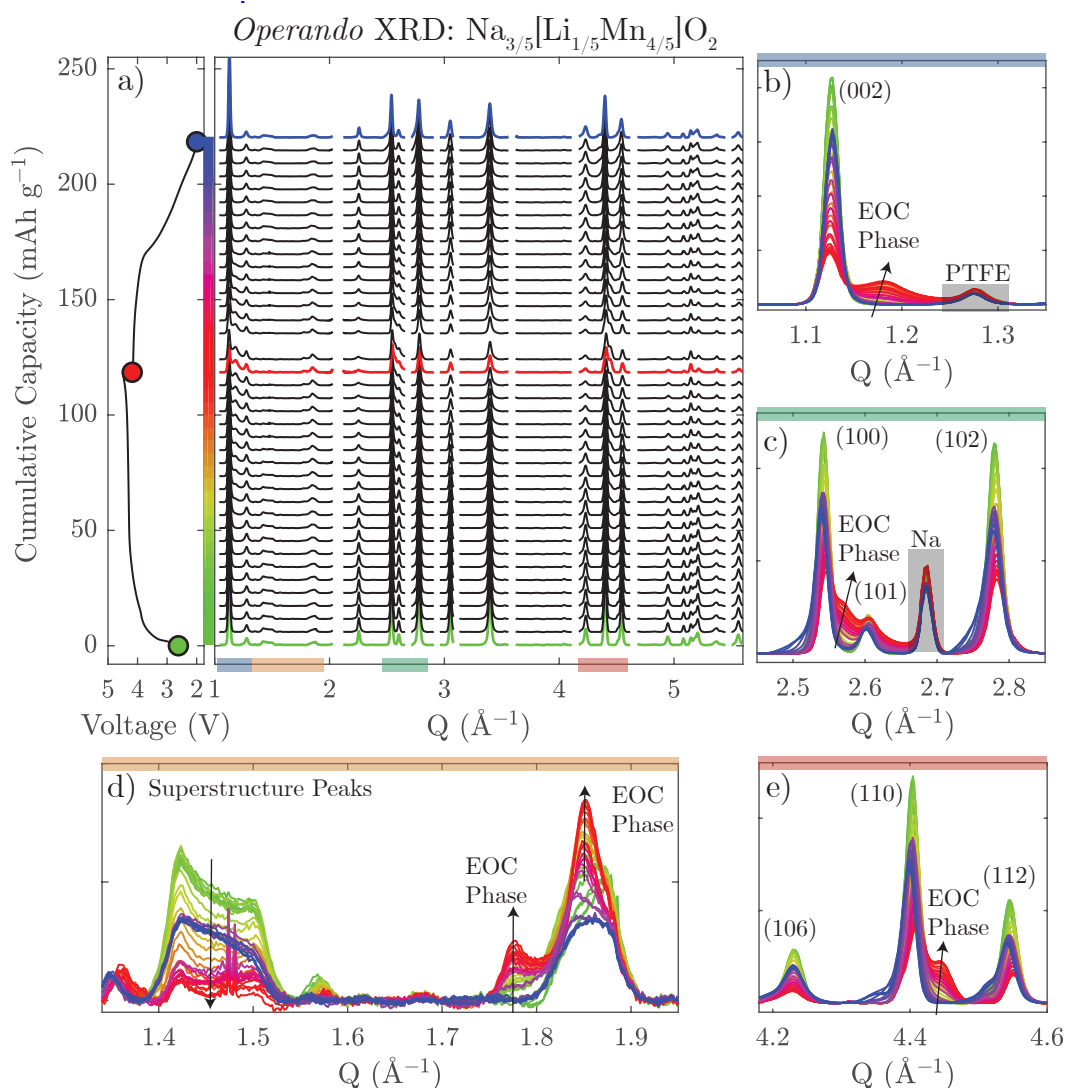 Operando XRD: Na3/5[Li1/5Mn4/5]O2
a)
250
200
150
100
50
0
Cumulative Capacity (mAh g−1)
5 4 3 2
Voltage (V)
1 2 3 4 5
Q (Å−1)
b)
(002)
EOC
Phase
PTFE
1.1 1.2 1.3
Q (Å−1)
c)
(100)
(102)
EOC
Phase
Na
(101)
2.5 2.6 2.7 2.8
Q (Å−1)
d) Superstructure Peaks
EOC
Phase
EOC
Phase
1.4 1.5 1.6 1.7 1.8 1.9
Q (Å−1)
e)
(110)
(112)
EOC
Phase
(106)
4.2 4.4 4.6
Q (Å−1)